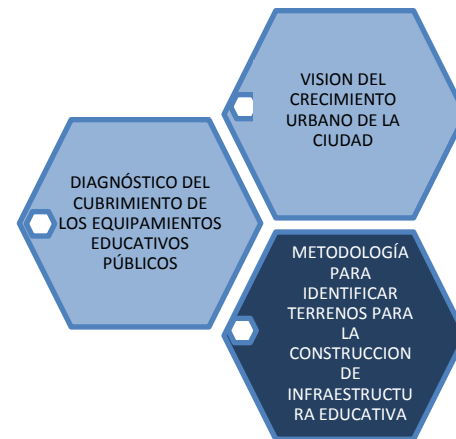 VISION DEL
CRECIMIENTO
URBANO DE LA
CIUDAD
DIAGNÓSTICO DEL
CUBRIMIENTO DE
LOS EQUIPAMIENTOS
EDUCATIVOS
PÚBLICOS
METODOLOGÍA
PARA
IDENTIFICAR
TERRENOS PARA
LA
CONSTRUCCION
DE
INFRAESTRUCTU
RA EDUCATIVA